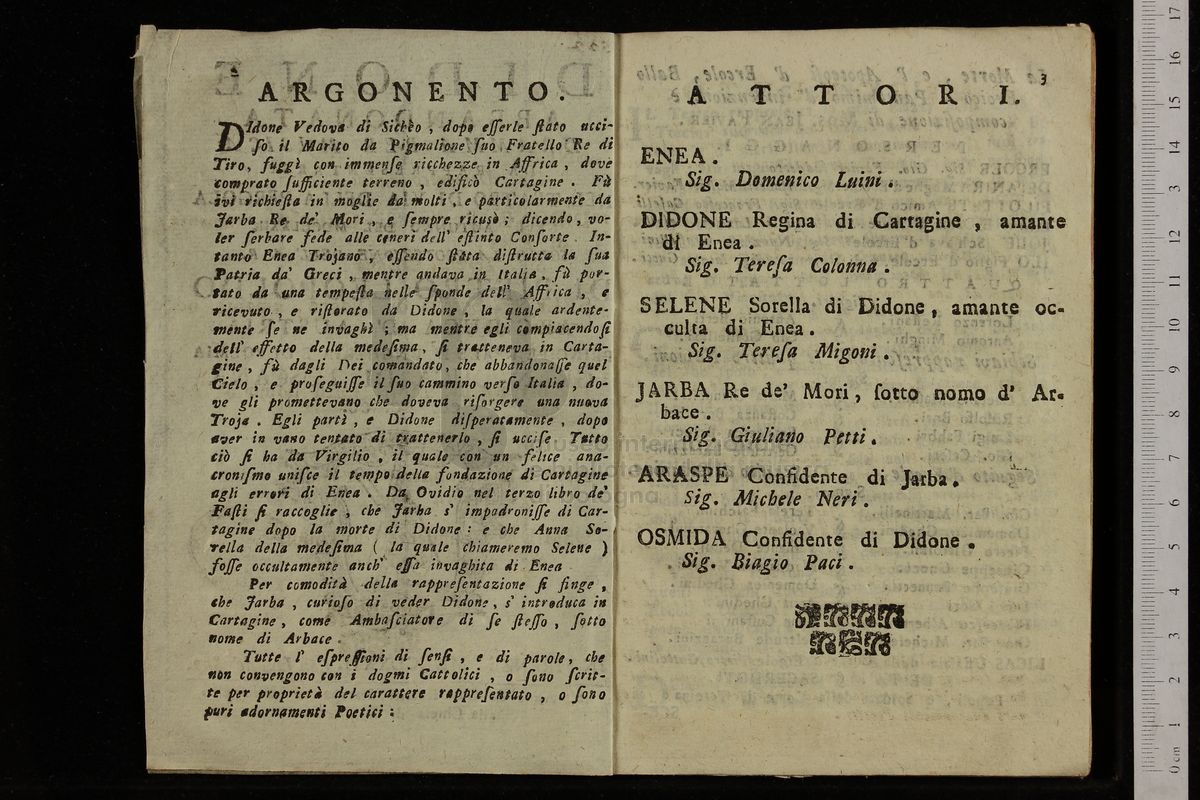 ARGONENTO.
DIdone Vedova di Sichèo, dopo eſſerle ſtato ucci-
ſo il Marito da Pigmalione ſuo Fratello Re di
Tiro, fuggì con immenſe ricchezze in Affrica, dove
comprato ſufficiente terreno, edificò Cartagine. Fù
ivi richieſta in moglie da molti, e particolarmente da
Jarba Re de' Mori, e ſempre ricusò; dicendo, vo-
ler ſerbare fede alle ceneri dell' eſtinto Conſorte. In-
tanto Enea Trojano, eſſendo ſtata diſtrutta la ſua
Patria da' Greci, mentre andava in Italia, fù por-
tato da una tempeſta nelle ſponde dell' Affrica, e
ricevuto, e riſtorato da Didone, la quale ardente-
mente ſe ne invaghì; ma mentre egli compiacendoſi
dell' effetto della medeſima, ſi tratteneva in Carta-
gine, fù dagli Dei comandato, che abbandonaſſe quel
Cielo, e proſeguiſſe il ſuo cammino verſo Italia, do-
ve gli promettevano che doveva riſorgere una nuova
Troja. Egli partì, e Didone diſperatamente, dopo
aver in vano tentato di trattenerlo, ſi ucciſe Tutto
ciò ſi ha da Virgilio, il quale con un felice ana-
croniſmo uniſce il tempo della fondazione di Cartagine
agli errori di Enea. Da Ovidio nel terzo libro de'
Faſti ſi raccoglie, che Jarba s' impadroniſſe di Car-
tagine dopo la morte di Didone: e che Anna So-
rella della medeſima ( la quale chiameremo Selene )
foſſe occultamente anch' eſſa invaghita di Enea
Per comodità della rappreſentazione ſi finge,
che Jarba, curioſo di veder Didone, s' introduca in
Cartagine, come Ambaſciatore di ſe ſteſſo, ſotto
nome di Arbace.
Tutte l' eſpreſſioni di ſenſi, e di parole, che
non convengono con i dogmi Cattolici, o ſono ſcrit-
te per proprietà del carattere rappreſentato, o ſono
puri adornamenti Poetici:
3
ATTORI.
ENEA.
Sig. Domenico Luini.
DIDONE Regina di Cartagine, amante
di Enea.
Sig. Tereſa Colonna.
SELENE Sorella di Didone, amante oc-
culta di Enea.
Sig. Tereſa Migoni.
JARBA Re de' Mori, ſotto nomo d' Ar-
bace.
Sig. Giuliano Petti.
ARASPE Confidente di Jarba.
Sig. Michele Neri.
OSMIDA Confidente di Didone.
Sig. Biagio Paci.